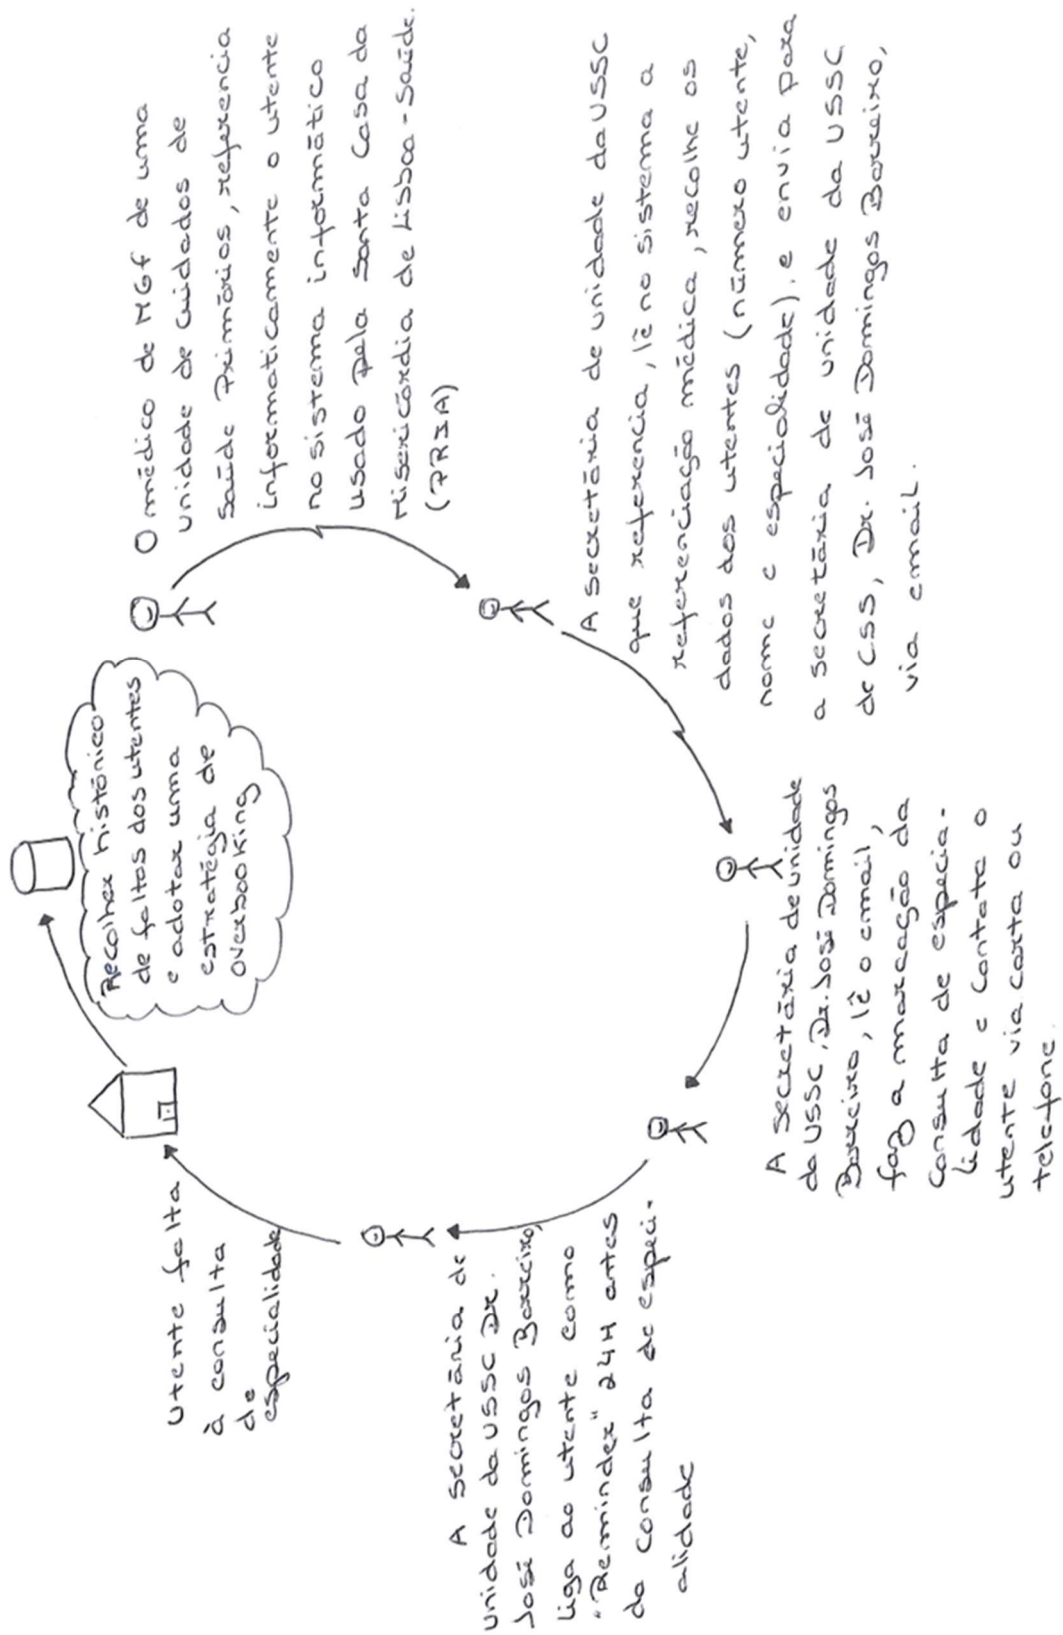 O médico de MGF de uma
unidade de cuidados de
Saúde Primários, referencia
informaticamente o utente
no sistema informático
usado pela Santa Casa da
Misericórdia de Lisboa-Saúde.
(PR3A)
A secretária de unidade da USSC
que referencia, lê no sistema a
referenciação médica, recolhe os
dados dos utentes (número utente,
nome e especialidade), e envia para
a secretária de unidade da USSC
de CSS, Dr. José Domingos Barreiro,
via email.
A secretária de unidade
da USSC, Dr. José Domingos
Barreiro, lê o email,
faz a marcação da
consulta de especia-
lidade e contata o
utente via carta ou
telefone.
A secretária de
unidade da USSC Dr.
José Domingos Barreiro,
liga ao utente como
"Reminder" 24H antes
da consulta de especi-
alidade
Utente falta
à consulta
de
especialidade
Recolher histórico
de faltas dos utentes
e adotar uma
estratégia de
overbooking